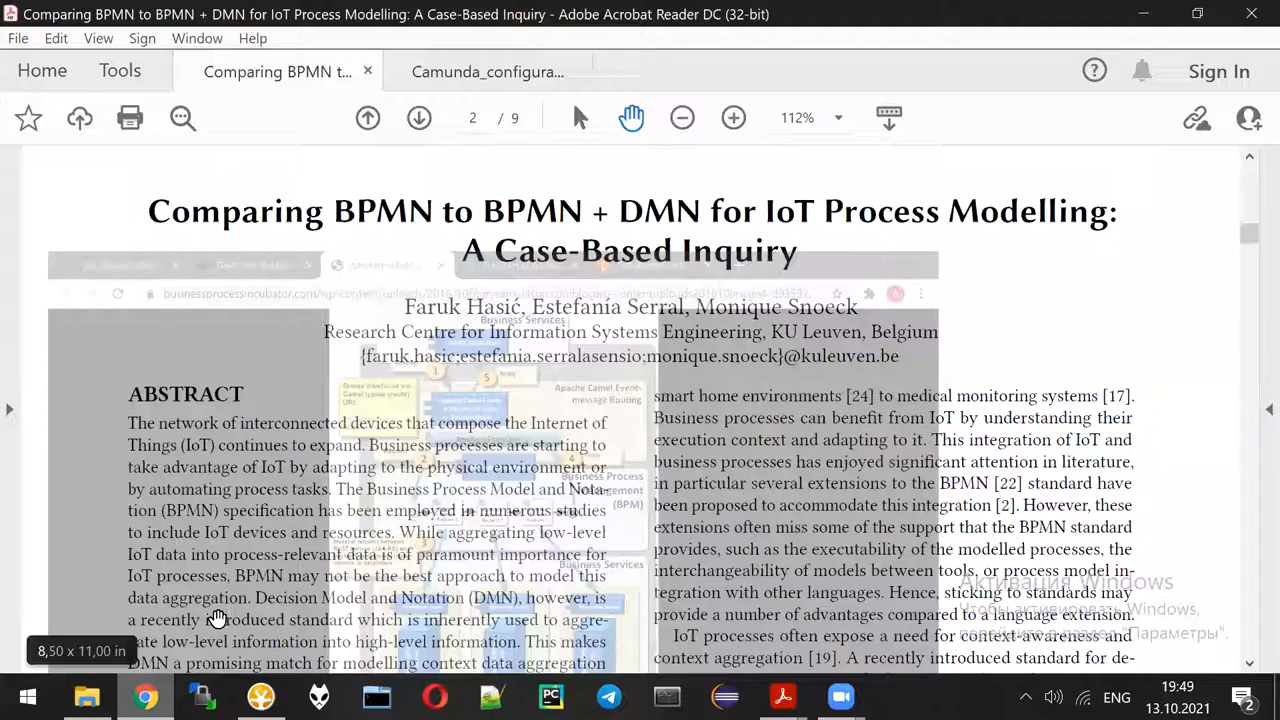 Comparing BPMN to BPMN + DMN for IoT Process Modelling: A Case-Based Inquiry - Adobe Acrobat Reader DC (32-bit)
File Edit View Sign Window Help
Home Tools Comparing BPMN t... Camunda_configura... Sign In
2 / 9 112%
Comparing BPMN to BPMN + DMN for IoT Process Modelling:
A Case-Based Inquiry
Faruk Hasić, Estefanía Serral, Monique Snoeck
Research Centre for Information Systems Engineering, KU Leuven, Belgium
{faruk.hasic;estefania.serralasensio;monique.snoeck}@kuleuven.be
ABSTRACT
The network of interconnected devices that compose the Internet of
Things (IoT) continues to expand. Business processes are starting to
take advantage of IoT by adapting to the physical environment or
by automating process tasks. The Business Process Model and Nota-
tion (BPMN) specification has been employed in numerous studies
to include IoT devices and resources. While aggregating low-level
IoT data into process-relevant data is of paramount importance for
IoT processes, BPMN may not be the best approach to model this
data aggregation. Decision Model and Notation (DMN), however, is
a recently introduced standard which is inherently used to aggre-
gate low-level information into high-level information. This makes
DMN a promising match for modelling context data aggregation
smart home environments [24] to medical monitoring systems [17].
Business processes can benefit from IoT by understanding their
execution context and adapting to it. This integration of IoT and
business processes has enjoyed significant attention in literature,
in particular several extensions to the BPMN [22] standard have
been proposed to accommodate this integration [2]. However, these
extensions often miss some of the support that the BPMN standard
provides, such as the executability of the modelled processes, the
interchangeability of models between tools, or process model in-
tegration with other languages. Hence, sticking to standards may
provide a number of advantages compared to a language extension.
IoT processes often expose a need for context-awareness and
context aggregation [19]. A recently introduced standard for de-
Business Services
Apache Camel Event-
message Routing
Business Process
Management
(BPM)
Business Services
Активация Windows
Чтобы активировать Windows,
перейдите в раздел "Параметры".
8,50 x 11,00 in
ENG
19:49
13.10.2021
2